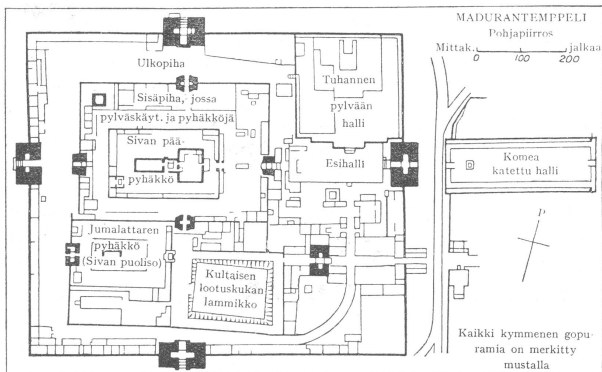 MADURANTEMPPELI
Pohjapiirros
Mittak. jalkaa
0 100 200
Ulkopiha
Sisäpiha, jossa
pylväskäyt. ja pyhäkköjä
Sivan pää-
pyhäkkö
Tuhannen
pylvään
halli
Esihalli
Komea
katettu halli
Jumalattaren
pyhäkkö
(Sivan puoliso)
Kultaisen
lootuskukan
lammikko
P
Kaikki kymmenen gopu-
ramia on merkitty
mustalla